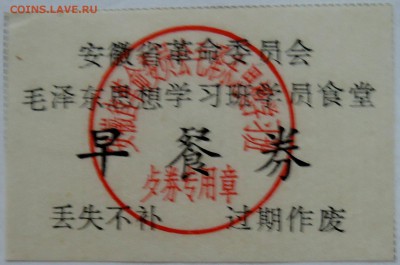 COINS.LAVE.RU
安徽省革命委员会
毛泽东思想学习班学员食堂
早餐券
丢失不补 过期作废
夕券专用章